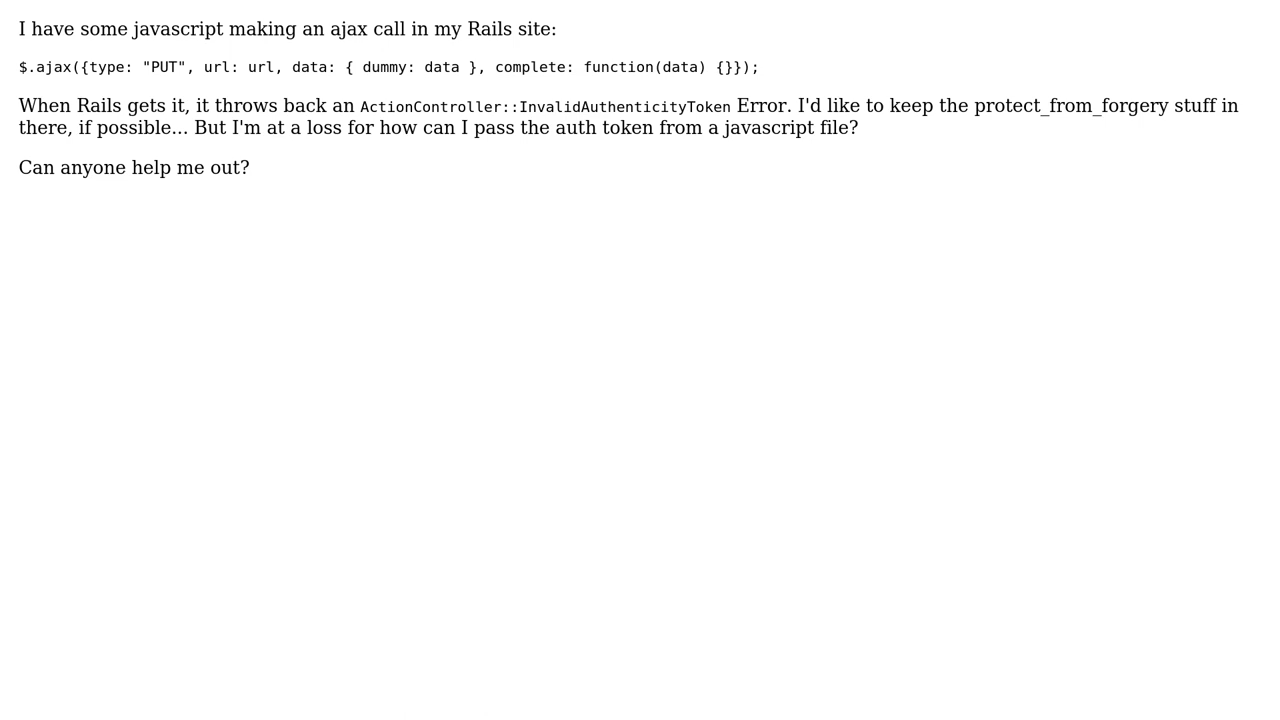 I have some javascript making an ajax call in my Rails site:
$.ajax({type: "PUT", url: url, data: { dummy: data }, complete: function(data) {}});
When Rails gets it, it throws back an ActionController::InvalidAuthenticityToken Error. I'd like to keep the protect_from_forgery stuff in
there, if possible... But I'm at a loss for how can I pass the auth token from a javascript file?
Can anyone help me out?